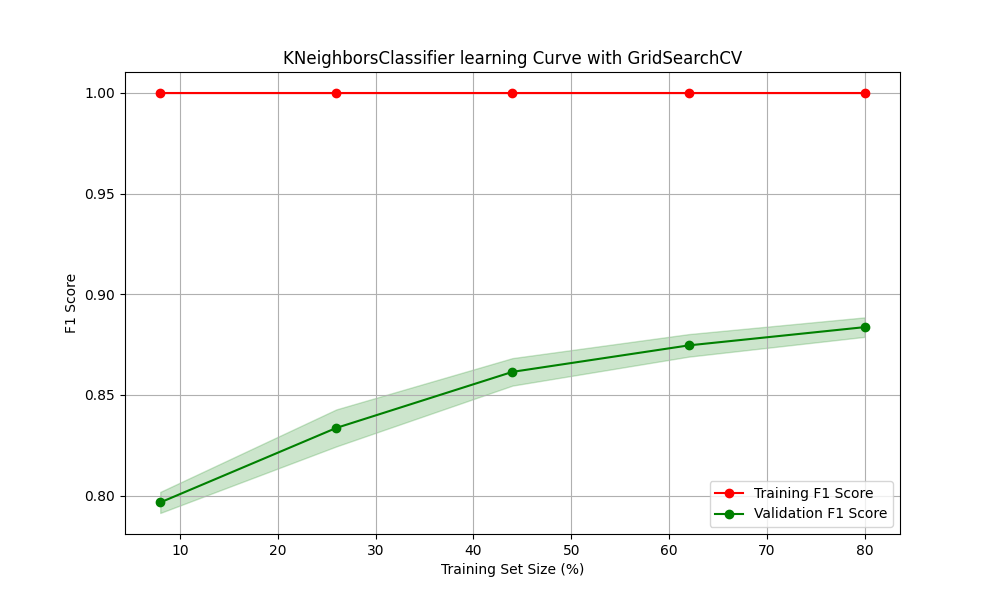 KNeighborsClassifier learning Curve with GridSearchCV
1.00
0.95
0.90
0.85
0.80
F1 Score
Training F1 Score
Validation F1 Score
10 20 30 40 50 60 70 80
Training Set Size (%)